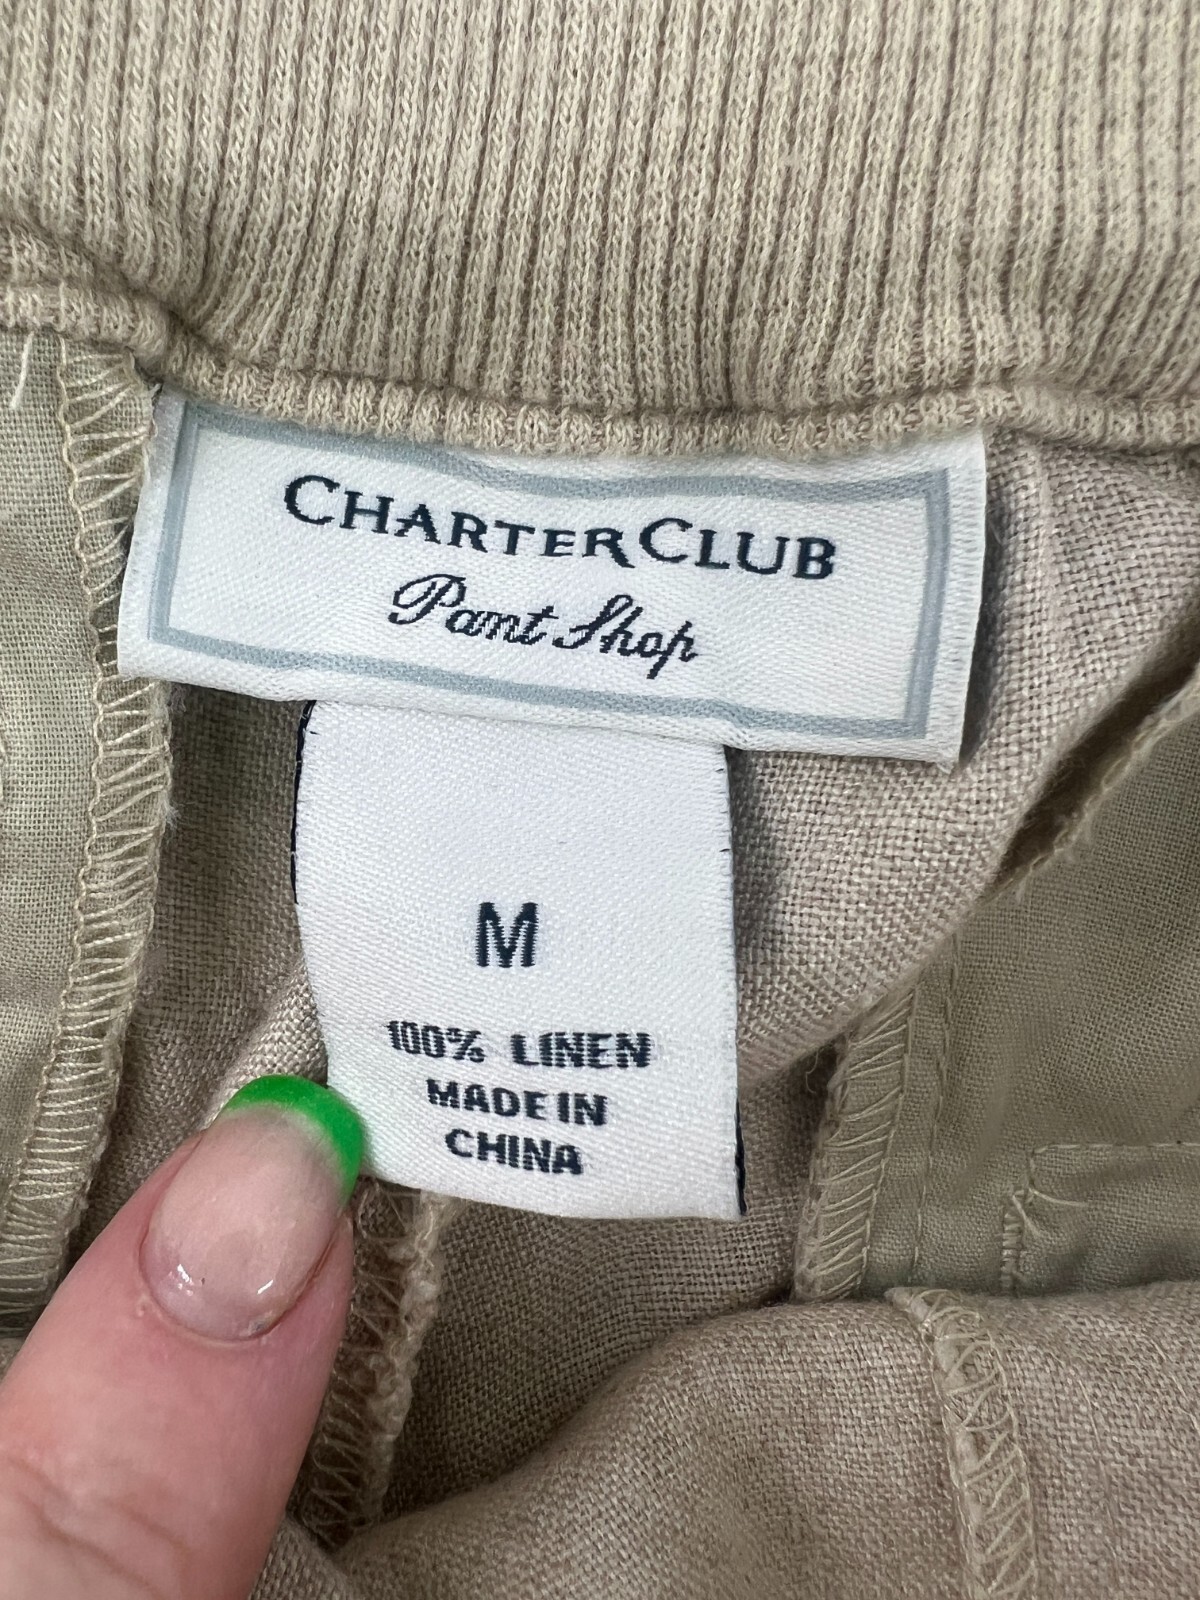 CHARTER CLUB
Pant Shop
M
100% LINEN
MADE IN
CHINA